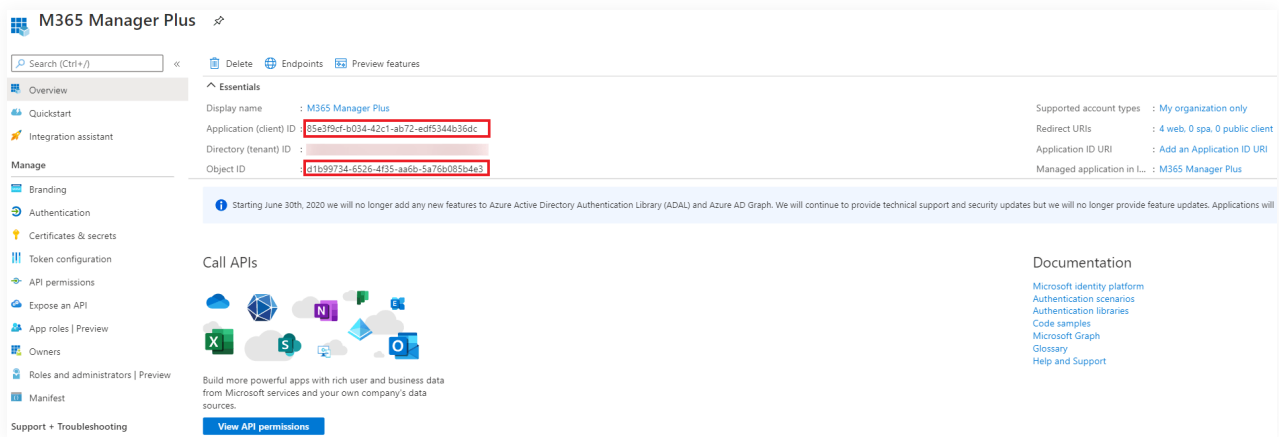 M365 Manager Plus
Search (Ctrl+/)
«
Overview
Quickstart
Integration assistant
Manage
Branding
Authentication
Certificates & secrets
Token configuration
API permissions
Expose an API
App roles | Preview
Owners
Roles and administrators | Preview
Manifest
Support + Troubleshooting
Delete Endpoints Preview features
Essentials
Display name : M365 Manager Plus
Application (client) ID : 85e3f9cf-b034-42c1-ab72-edf5344b36dc
Directory (tenant) ID :
Object ID : d1b99734-6526-4f35-aa6b-5a76b085b4e3
Supported account types : My organization only
Redirect URIs : 4 web, 0 spa, 0 public client
Application ID URI : Add an Application ID URI
Managed application in l... : M365 Manager Plus
Starting June 30th, 2020 we will no longer add any new features to Azure Active Directory Authentication Library (ADAL) and Azure AD Graph. We will continue to provide technical support and security updates but we will no longer provide feature updates. Applications will
Call APIs
N
E
X
S
O
Build more powerful apps with rich user and business data
from Microsoft services and your own company's data
sources.
View API permissions
Documentation
Microsoft identity platform
Authentication scenarios
Authentication libraries
Code samples
Microsoft Graph
Glossary
Help and Support